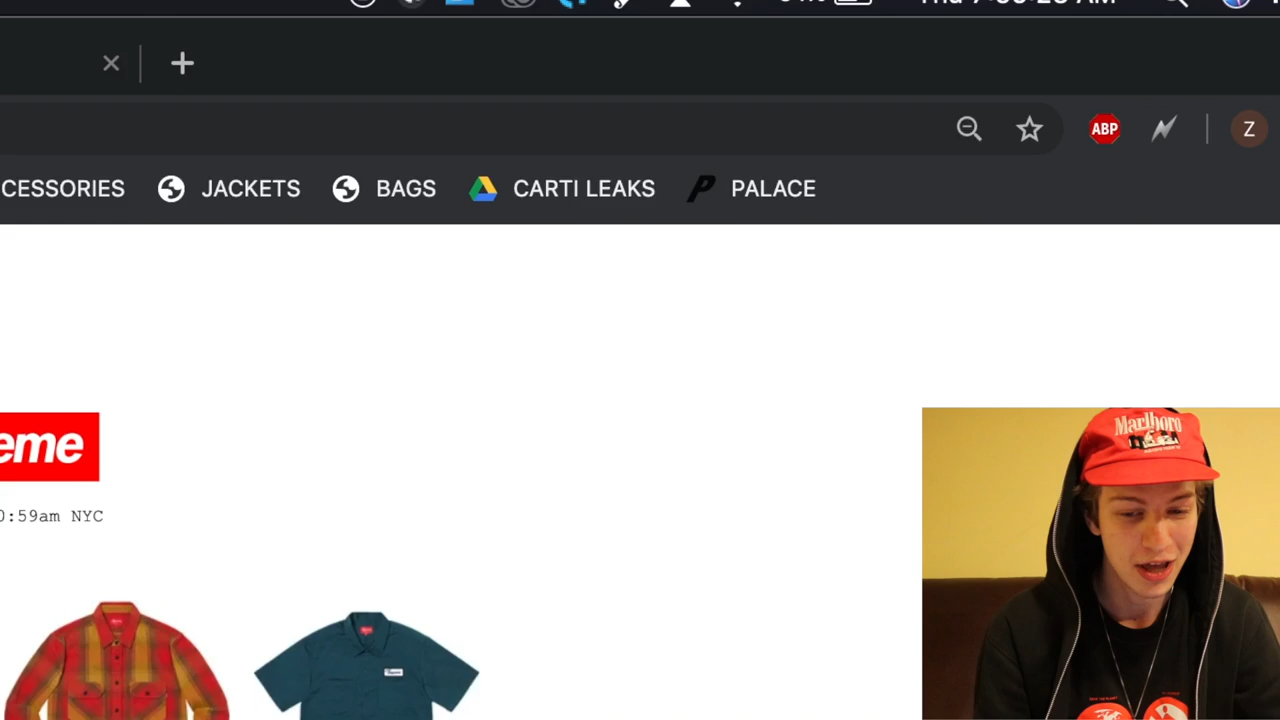 ABP
Z
CESSORIES
JACKETS
BAGS
CARTI LEAKS
PALACE
eme
0:59am NYC
Marlboro